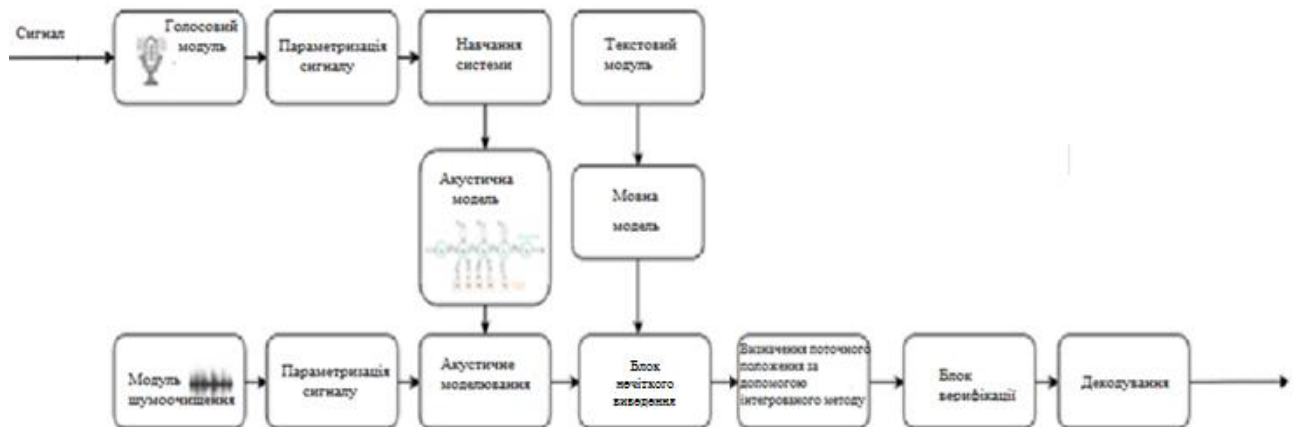 Сигнал
Голосовий
модуль
Параметризація
сигналу
Навчання
системи
Текстовий
модуль
Акустична
модель
Мовна
модель
Модуль
шумоочищення
Параметризація
сигналу
Акустичне
моделювання
Блок
нечіткого
виведення
Визначення поточного
положення за
допомогою
інтегрованого методу
Блок
верифікації
Декодування